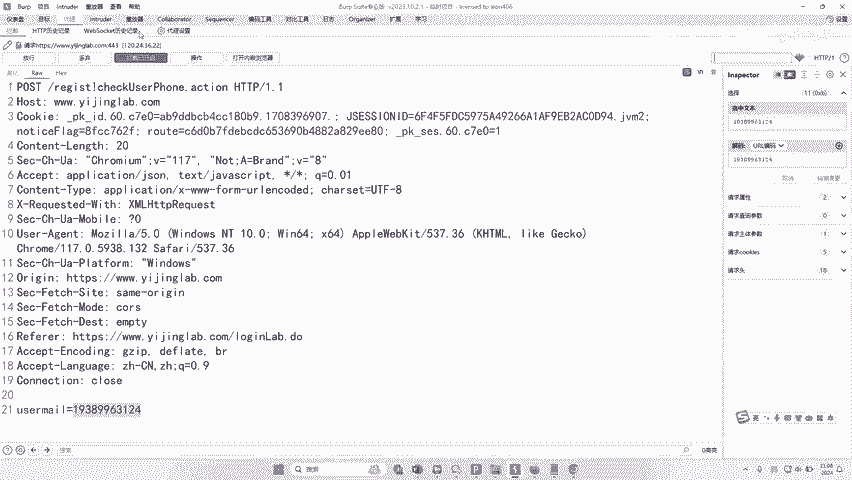 Burp 项目 Intruder 重放器 查看 帮助
Burp Suite专业版 v2023.10.2.1 - 临时项目 - licensed to
仪表盘 目标 代理 Intruder 重放器 Collaborator Sequencer 编码工具 对比工具 日志 Organizer 扩展 学习
设置
HTTP历史记录 WebSocket历史记录 代理设置
请求https://www.yijinglab.com:443 [120.24.36.22]
放行 丢弃 操作 打开内嵌浏览器 HTTP/1
Raw Hex
1 POST /regist!checkUserPhone.action HTTP/1.1
2 Host: www.yijinglab.com
3 Cookie: _pk_id.60.c7e0=ab9ddbcb4cc180b9.1708396907.; JSESSIONID=6F4F5FDC5975A49266A1AF9EB2AC0D94.jvm2;
noticeFlag=8fcc762f; route=c6d0b7fdebcdc653690b4882a829ee80; _pk_ses.60.c7e0=1
4 Content-Length: 20
5 Sec-Ch-Ua: "Chromium";v="117", "Not;A=Brand";v="8"
6 Accept: application/json, text/javascript, */*; q=0.01
7 Content-Type: application/x-www-form-urlencoded; charset=UTF-8
8 X-Requested-With: XMLHttpRequest
9 Sec-Ch-Ua-Mobile: ?0
10 User-Agent: Mozilla/5.0 (Windows NT 10.0; Win64; x64) AppleWebKit/537.36 (KHTML, like Gecko)
Chrome/117.0.5938.132 Safari/537.36
11 Sec-Ch-Ua-Platform: "Windows"
12 Origin: https://www.yijinglab.com
13 Sec-Fetch-Site: same-origin
14 Sec-Fetch-Mode: cors
15 Sec-Fetch-Dest: empty
16 Referer: https://www.yijinglab.com/loginLab.do
17 Accept-Encoding: gzip, deflate, br
18 Accept-Language: zh-CN,zh;q=0.9
19 Connection: close
20
21 usermail=19389963124
Inspector
选择 11 (0xb)
选中文本
19389963124
解码: URL编码
19389963124
取消
请求属性 2
请求查询参数 0
请求主体参数 1
请求cookies 5
请求头 18
搜索
0高亮
搜索
英
21:08